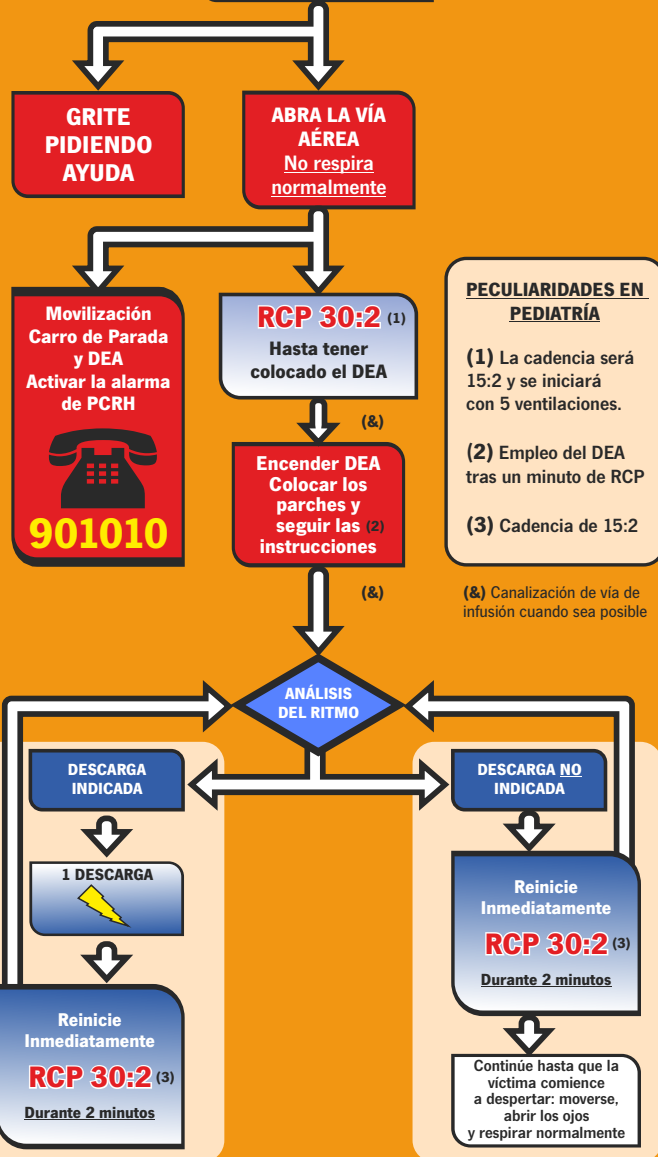 GRITE
PIDIENDO
AYUDA
ABRA LA VÍA
AÉREA
No respira
normalmente
Movilización
Carro de Parada
y DEA
Activar la alarma
de PCRH
901010
RCP 30:2 (1)
Hasta tener
colocado el DEA
(&)
Encender DEA
Colocar los
parches y
seguir las (2)
instrucciones
(&)
PECULIARIDADES EN
PEDIATRÍA
(1) La cadencia será
15:2 y se iniciará
con 5 ventilaciones.
(2) Empleo del DEA
tras un minuto de RCP
(3) Cadencia de 15:2
(&) Canalización de vía de
infusión cuando sea posible
ANÁLISIS
DEL RITMO
DESCARGA
INDICADA
1 DESCARGA
Reinicie
Inmediatamente
RCP 30:2 (3)
Durante 2 minutos
DESCARGA NO
INDICADA
Reinicie
Inmediatamente
RCP 30:2 (3)
Durante 2 minutos
Continúe hasta que la
víctima comience
a despertar: moverse,
abrir los ojos
y respirar normalmente